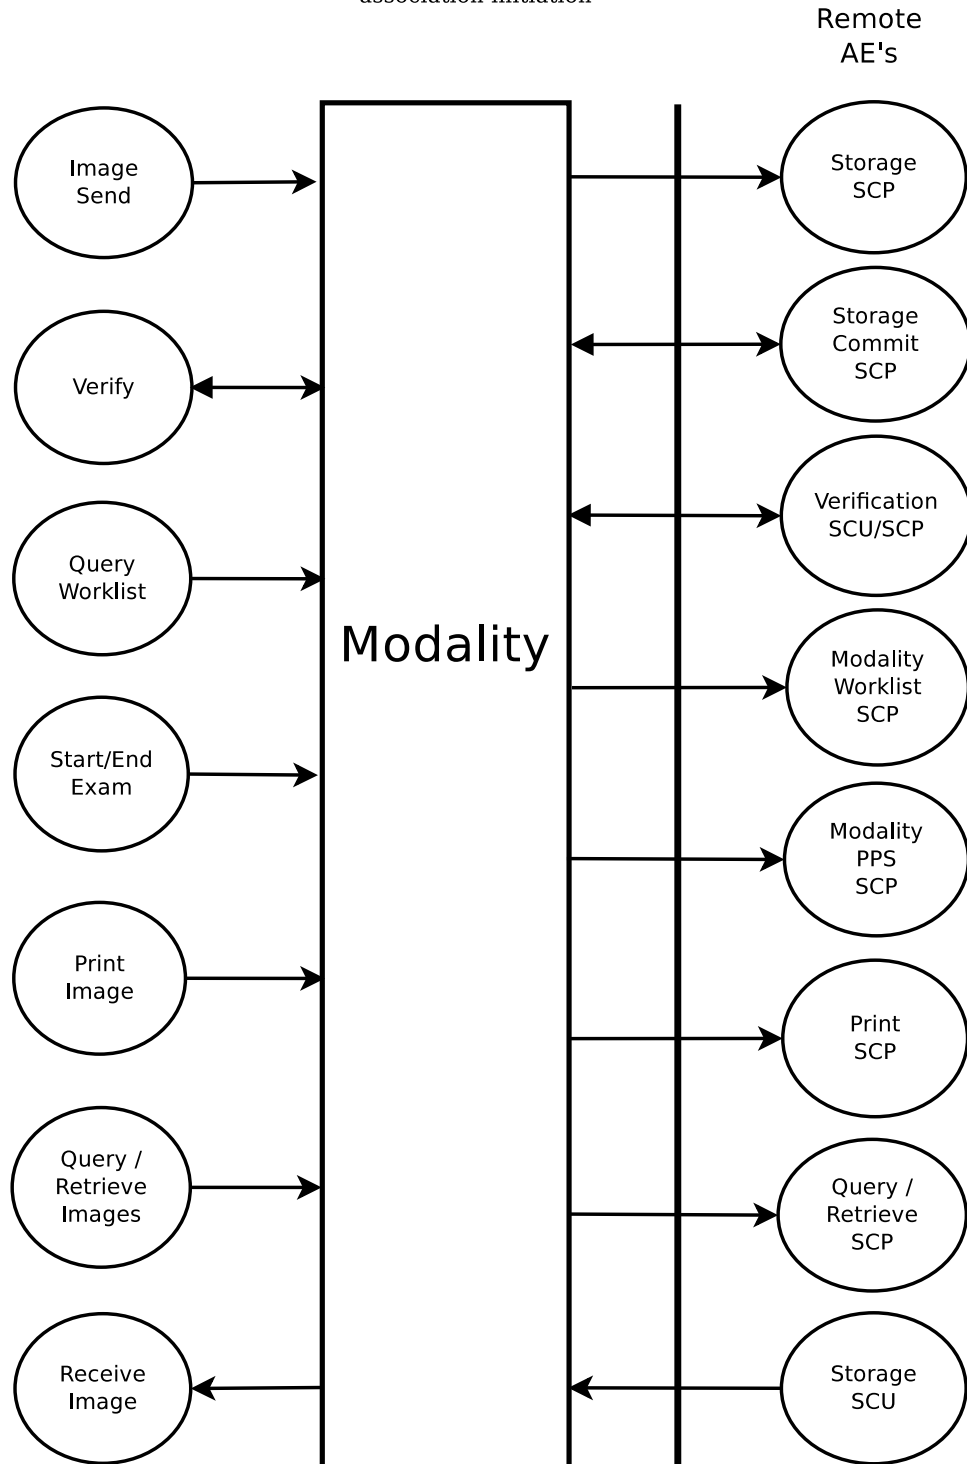 association initiation
Remote
AE's
Image
Send
Verify
Query
Worklist
Start/End
Exam
Print
Image
Query /
Retrieve
Images
Receive
Image
Modality
Storage
SCP
Storage
Commit
SCP
Verification
SCU/SCP
Modality
Worklist
SCP
Modality
PPS
SCP
Print
SCP
Query /
Retrieve
SCP
Storage
SCU